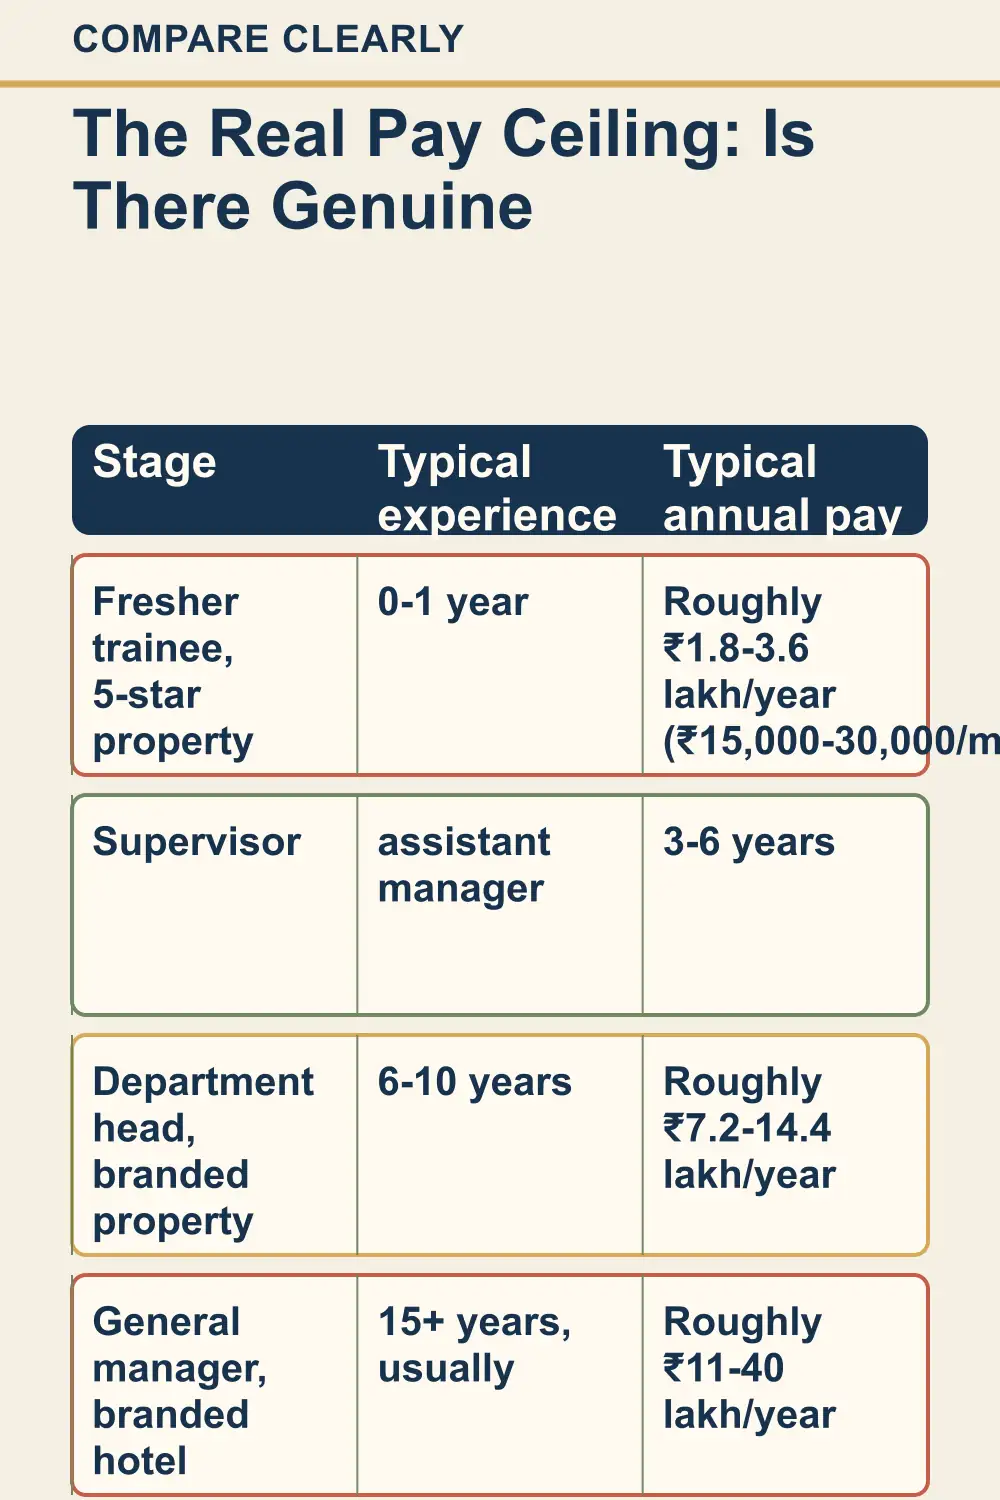 COMPARE CLEARLY
The Real Pay Ceiling: Is
There Genuine
Stage
Typical
experience
Typical
annual pay
Fresher
trainee,
5-star
property
0-1 year
Roughly
₹1.8-3.6
lakh/year
(₹15,000-30,000/m
Supervisor
assistant
manager
3-6 years
Department
head,
branded
property
6-10 years
Roughly
₹7.2-14.4
lakh/year
General
manager,
branded
hotel
15+ years,
usually
Roughly
₹11-40
lakh/year